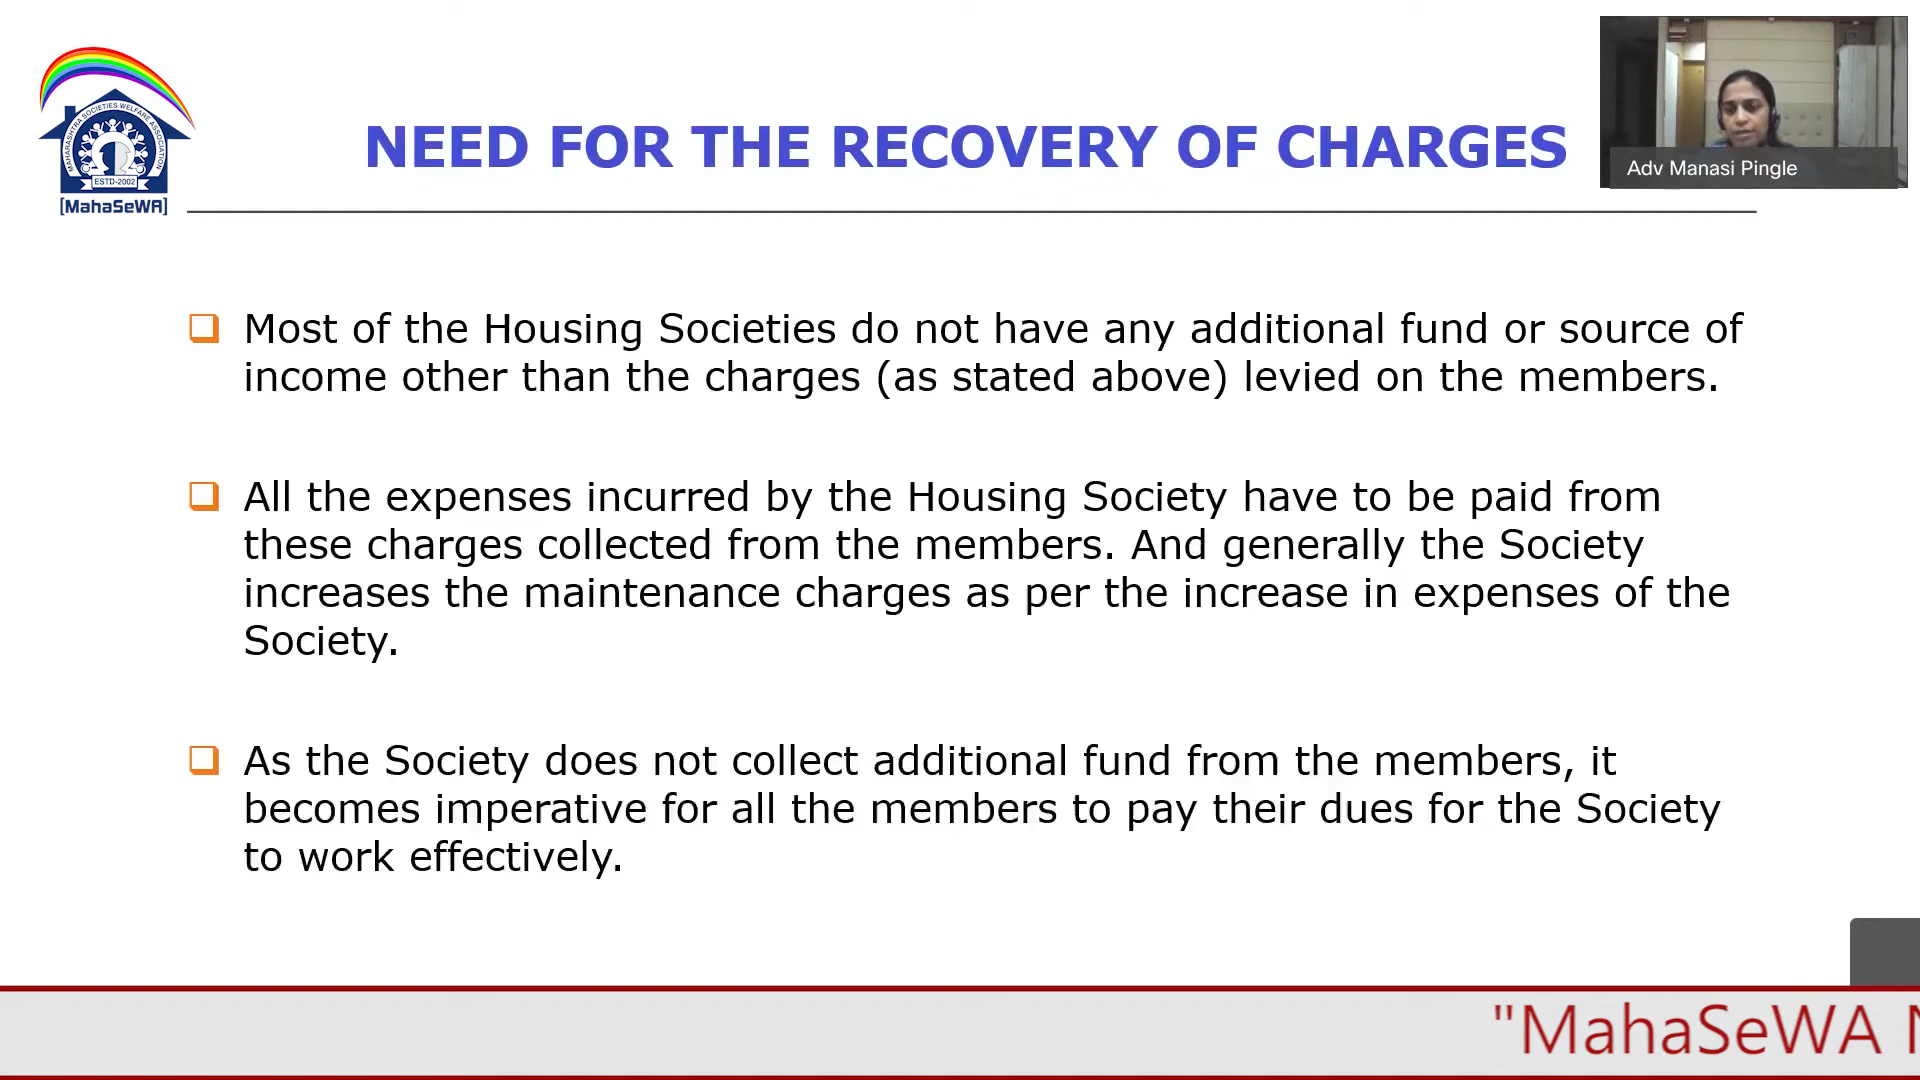 MAHARASHTRA SOCIETIES WELFARE ASSOCIATION
ESTD-2002
[MahaSeWA]
NEED FOR THE RECOVERY OF CHARGES
Adv Manasi Pingle
Most of the Housing Societies do not have any additional fund or source of
income other than the charges (as stated above) levied on the members.
All the expenses incurred by the Housing Society have to be paid from
these charges collected from the members. And generally the Society
increases the maintenance charges as per the increase in expenses of the
Society.
As the Society does not collect additional fund from the members, it
becomes imperative for all the members to pay their dues for the Society
to work effectively.
"MahaSeWA